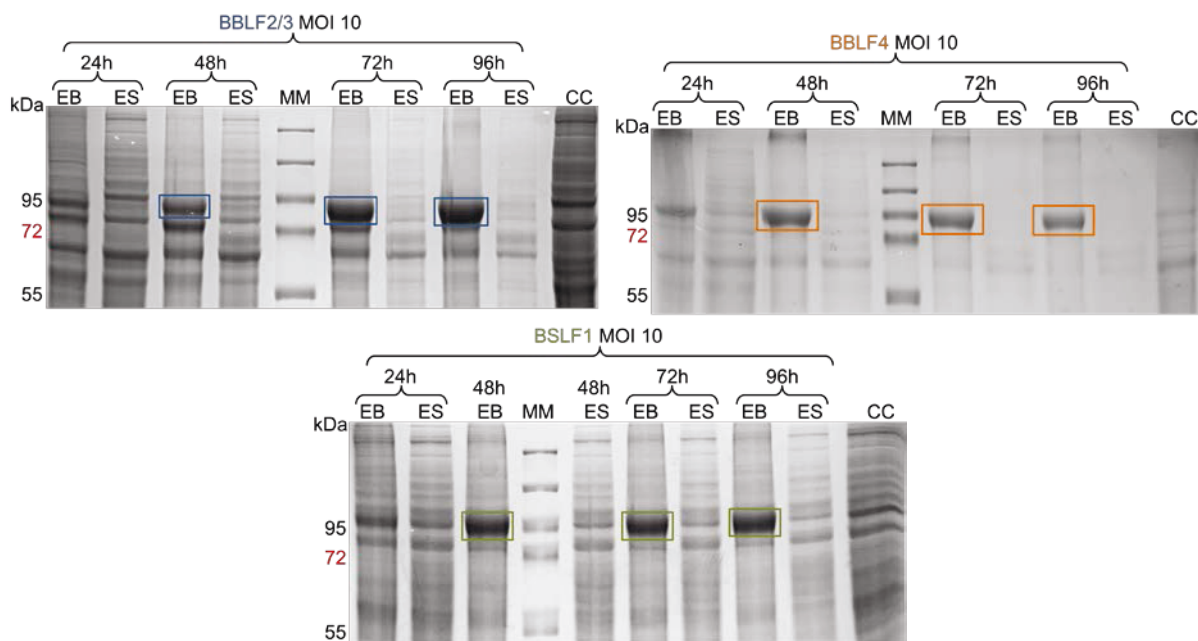 BBLF2/3 MOI 10
24h 48h 72h 96h
kDa EB ES EB ES MM EB ES EB ES CC
95
72
55
BBLF4 MOI 10
24h 48h 72h 96h
kDa EB ES EB ES MM EB ES EB ES CC
95
72
55
BSLF1 MOI 10
24h 48h 48h 72h 96h
kDa EB ES EB MM ES EB ES EB ES CC
95
72
55